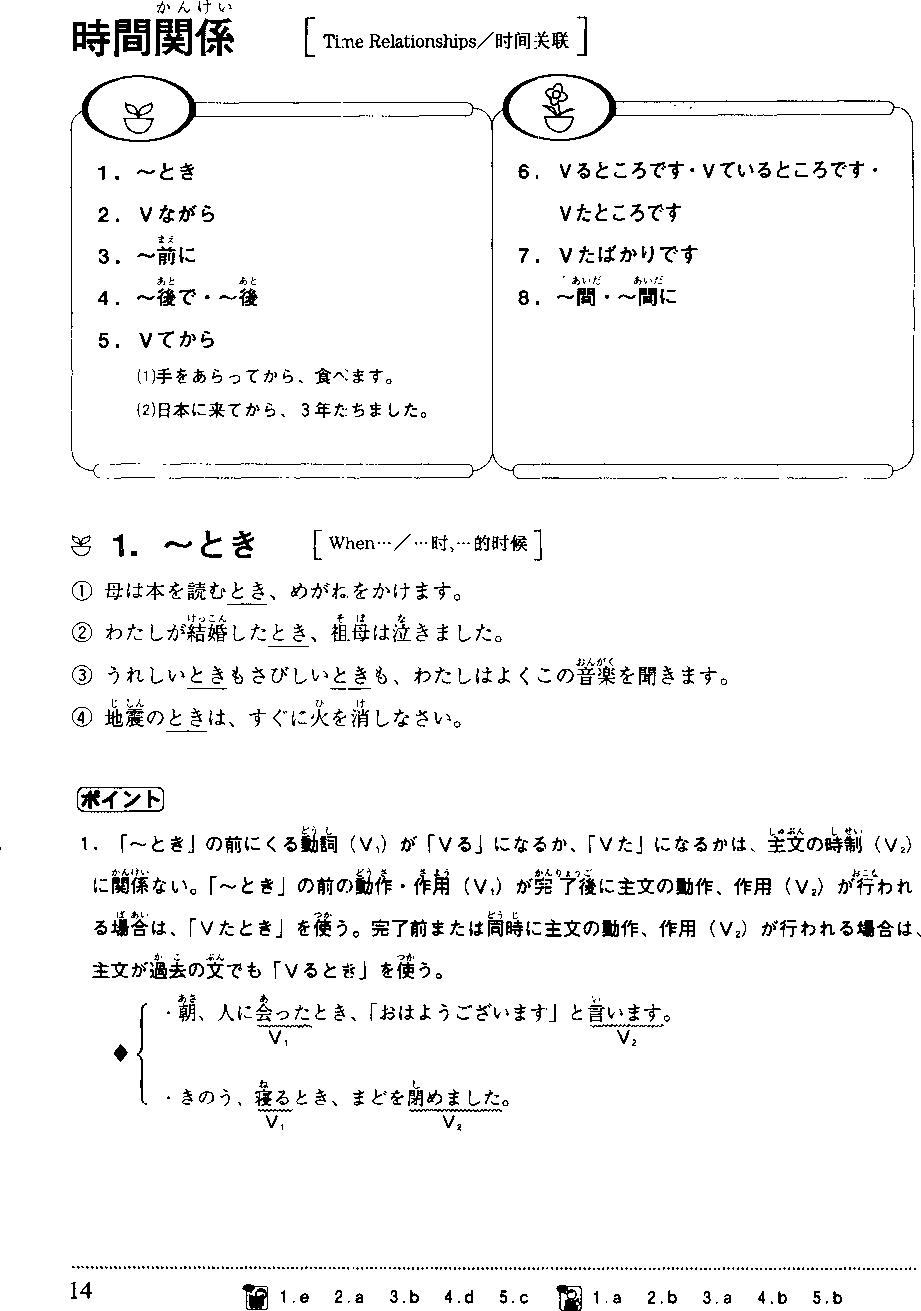 かんけい
時間関係 [Time Relationships/时间关联]
1. ~とき
2. Vながら
まえ
3. ~前に
あと あと
4. ~後で・~後
5. Vてから
(1)手をあらってから、食べます。
(2)日本に来てから、3年たちました。
6. Vるところです・Vているところです・
Vたところです
7. Vたばかりです
あいだ あいだ
8. ~間・~間に
1. ~とき [When…/…时,…的时候]
① 母は本を読むとき、めがねをかけます。
けっこん そぼ な
② わたしが結婚したとき、祖母は泣きました。
おんがく
③ うれしいときもさびしいときも、わたしはよくこの音楽を聞きます。
じしん ひ け
④ 地震のときは、すぐに火を消しなさい。
ポイント
どうし しゅぶん しせい
1. 「~とき」の前にくる動詞(V₁)が「Vる」になるか、「Vた」になるかは、主文の時制(V₂)
かんけい どうさ さよう かんりょうご おこな
に関係ない。「~とき」の前の動作・作用(V₁)が完了後に主文の動作、作用(V₂)が行われ
ばあい つか どうじ
る場合は、「Vたとき」を使う。完了前または同時に主文の動作、作用(V₂)が行われる場合は、
かこ ぶん つか
主文が過去の文でも「Vるとき」を使う。
あさ あ い
・朝、人に会ったとき、「おはようございます」と言います。
V₁ V₂
ね し
・きのう、寝るとき、まどを閉めました。
V₁ V₂
14 1.e 2.a 3.b 4.d 5.c 1.a 2.b 3.a 4.b 5.b